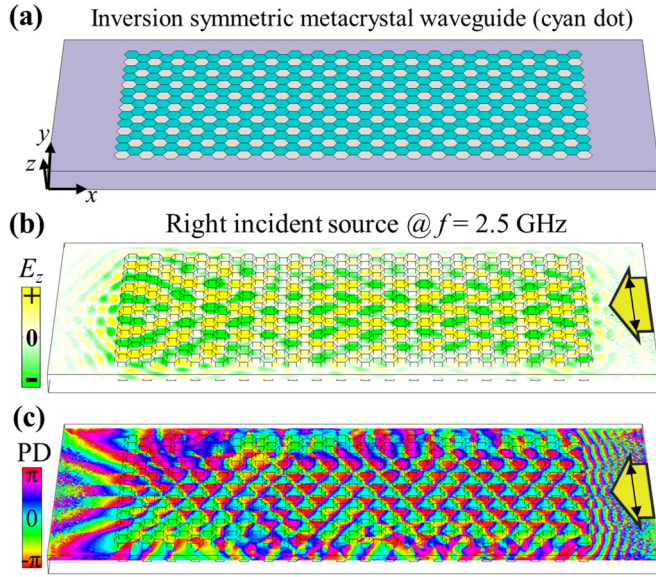 (a) Inversion symmetric metacrystal waveguide (cyan dot)
y
z
x
(b) Right incident source @ f = 2.5 GHz
Ez
+
0
-
(c)
PD
π
0
-π